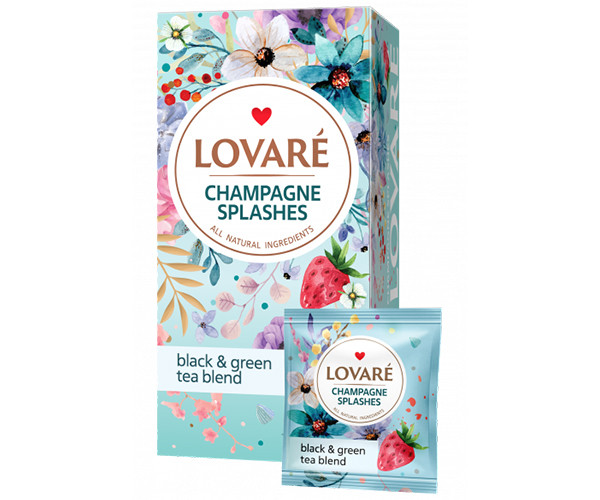 LOVARÉ
CHAMPAGNE
SPLASHES
ALL NATURAL INGREDIENTS
black & green
tea blend
LOVARE
LOVARÉ
CHAMPAGNE
SPLASHES
ALL NATURAL INGREDIENTS
black & green
tea blend